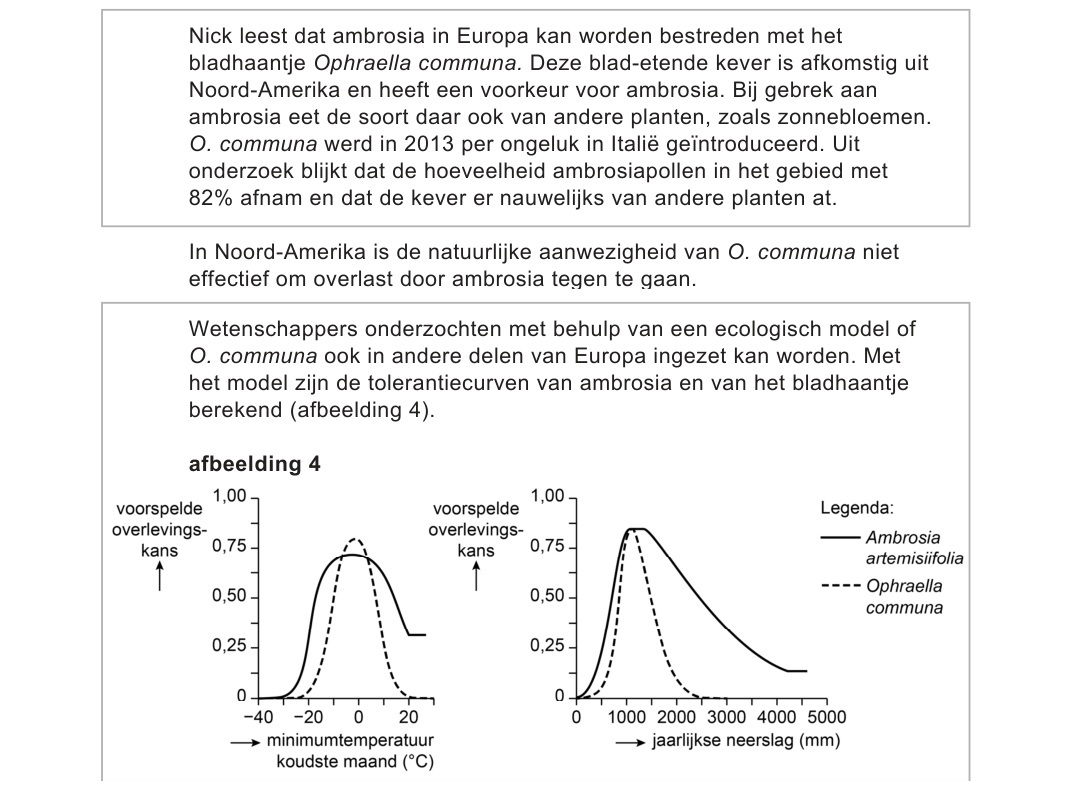 Nick leest dat ambrosia in Europa kan worden bestreden met het
bladhaantje Ophraella communa. Deze blad-etende kever is afkomstig uit
Noord-Amerika en heeft een voorkeur voor ambrosia. Bij gebrek aan
ambrosia eet de soort daar ook van andere planten, zoals zonnebloemen.
O. communa werd in 2013 per ongeluk in Italië geïntroduceerd. Uit
onderzoek blijkt dat de hoeveelheid ambrosiapollen in het gebied met
82% afnam en dat de kever er nauwelijks van andere planten at.
In Noord-Amerika is de natuurlijke aanwezigheid van O. communa niet
effectief om overlast door ambrosia tegen te gaan.
Wetenschappers onderzochten met behulp van een ecologisch model of
O. communa ook in andere delen van Europa ingezet kan worden. Met
het model zijn de tolerantiecurven van ambrosia en van het bladhaantje
berekend (afbeelding 4).
afbeelding 4
voorspelde
overlevings-
kans
1,00
0,75
0,50
0,25
0
−40 −20 0 20
minimumtemperatuur
koudste maand (°C)
voorspelde
overlevings-
kans
1,00
0,75
0,50
0,25
0
0 1000 2000 3000 4000 5000
jaarlijkse neerslag (mm)
Legenda:
Ambrosia
artemisiifolia
Ophraella
communa